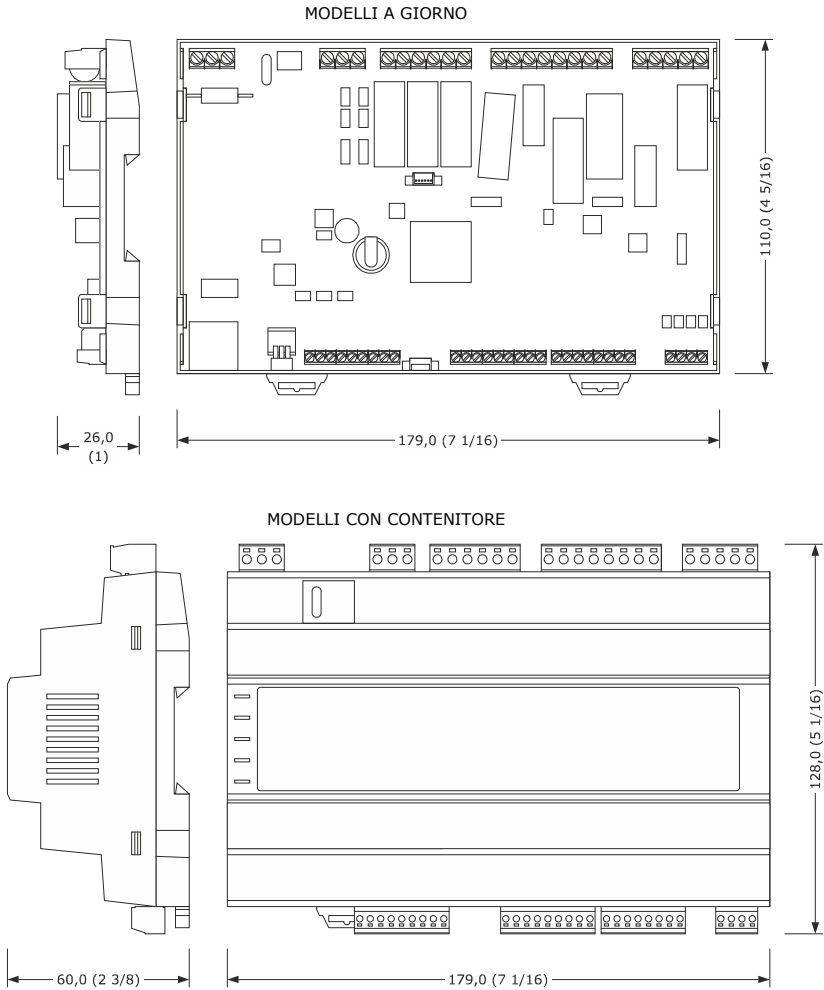 MODELLI A GIORNO
110,0 (4 5/16)
26,0
(1)
179,0 (7 1/16)
MODELLI CON CONTENITORE
128,0 (5 1/16)
60,0 (2 3/8)
179,0 (7 1/16)